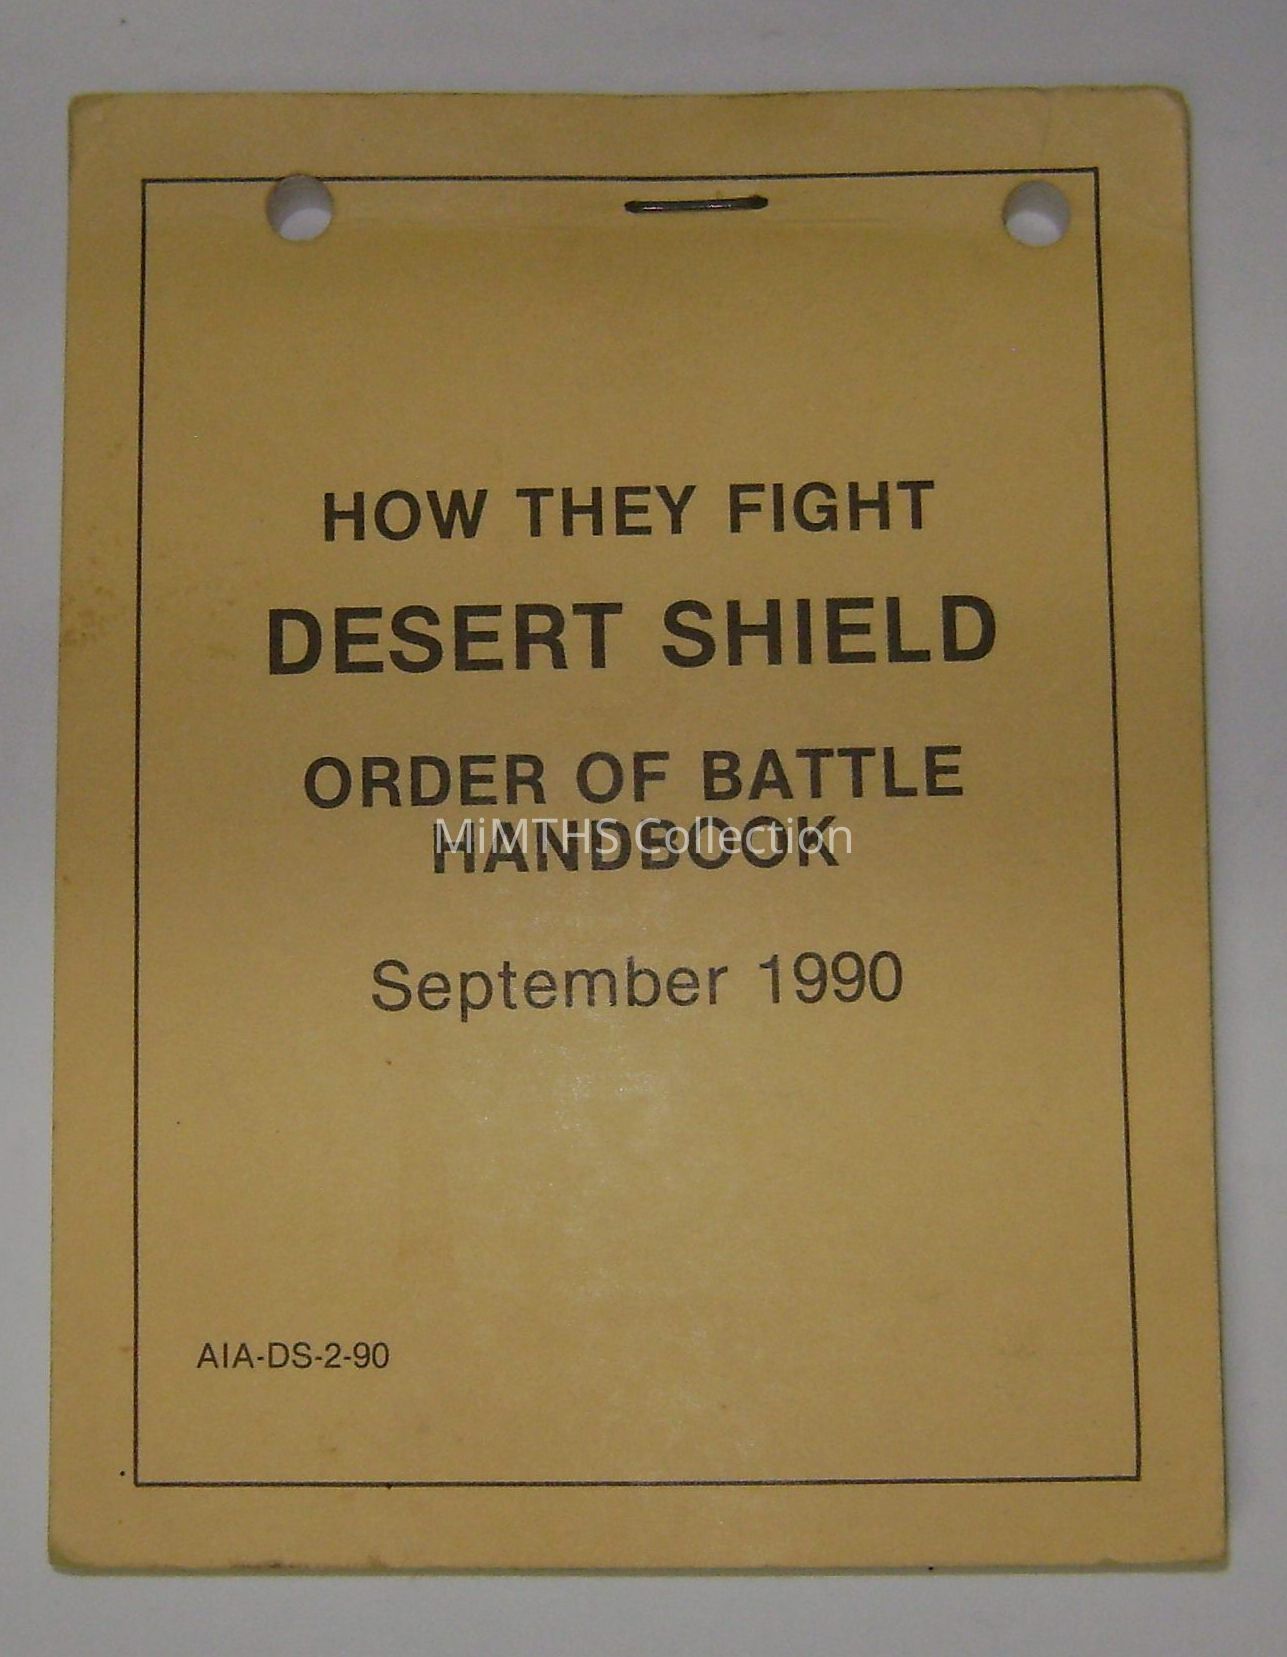 HOW THEY FIGHT
DESERT SHIELD
ORDER OF BATTLE
HANDBOOK
MiMTHS Collection
September 1990
AIA-DS-2-90